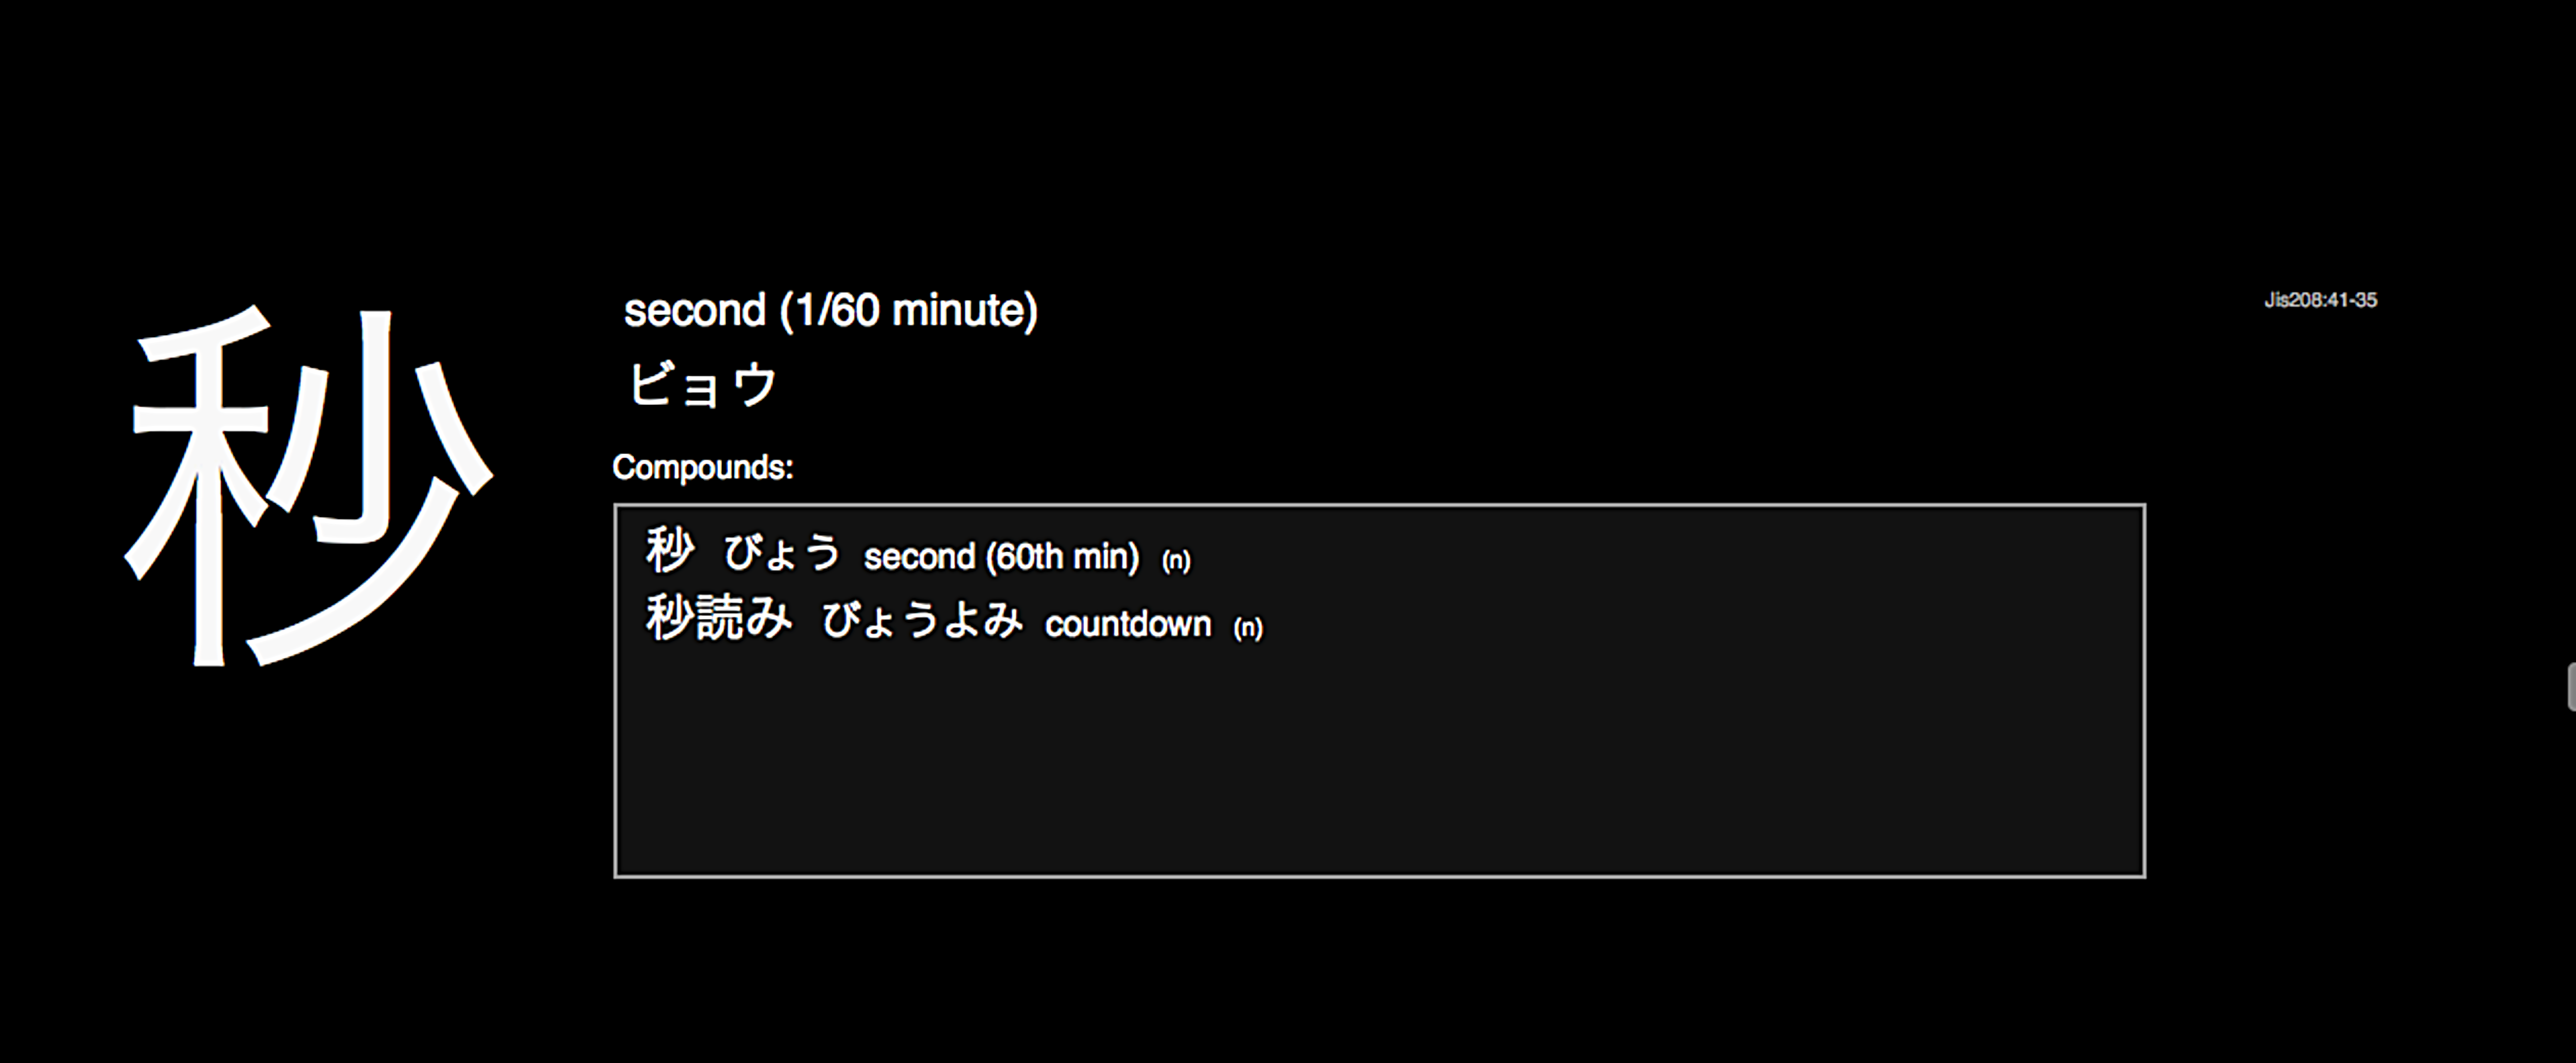 秒
second (1/60 minute)
Jis208:41-35
ビョウ
Compounds:
秒 びょう second (60th min) (n)
秒読み びょうよみ countdown (n)